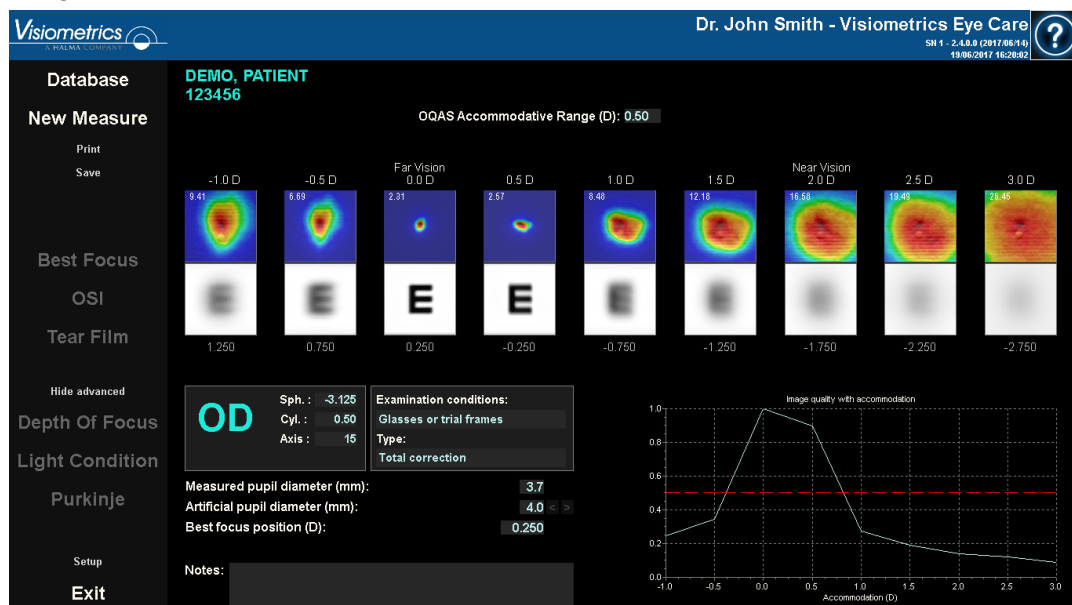 Visiometrics
A HALMA COMPANY
Dr. John Smith - Visiometrics Eye Care
SN 1 - 2.4.0.0 (2017/06/14)
19/06/2017 16:20:02
?
Database
New Measure
Print
Save
Best Focus
OSI
Tear Film
Hide advanced
Depth Of Focus
Light Condition
Purkinje
Setup
Exit
DEMO, PATIENT
123456
OQAS Accommodative Range (D): 0.50
Far Vision Near Vision
-1.0 D -0.5 D 0.0 D 0.5 D 1.0 D 1.5 D 2.0 D 2.5 D 3.0 D
9.41 6.69 2.31 2.57 8.48 12.18 16.58 19.49 26.45
E E E E E E
1.250 0.750 0.250 -0.250 -0.750 -1.250 -1.750 -2.250 -2.750
OD
Sph. : -3.125
Cyl. : 0.50
Axis : 15
Examination conditions:
Glasses or trial frames
Type:
Total correction
Measured pupil diameter (mm): 3.7
Artificial pupil diameter (mm): 4.0 < >
Best focus position (D): 0.250
Notes:
Image quality with accommodation
1.0
0.8
0.6
0.4
0.2
0.0
-1.0 -0.5 0.0 0.5 1.0 1.5 2.0 2.5 3.0
Accommodation (D)